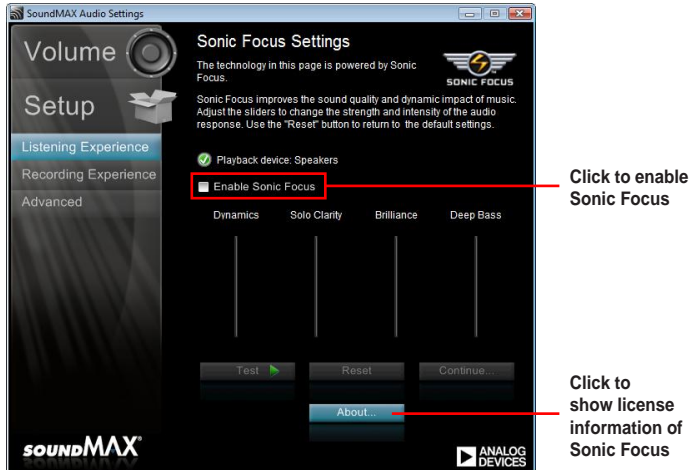 SoundMAX Audio Settings
Volume
Setup
Listening Experience
Recording Experience
Advanced
Sonic Focus Settings
The technology in this page is powered by Sonic
Focus.
SONIC FOCUS
Sonic Focus improves the sound quality and dynamic impact of music.
Adjust the sliders to change the strength and intensity of the audio
response. Use the "Reset" button to return to the default settings.
Playback device: Speakers
Enable Sonic Focus
Click to enable
Sonic Focus
Dynamics Solo Clarity Brilliance Deep Bass
Test Reset Continue...
About...
Click to
show license
information of
Sonic Focus
SOUNDMAX®
ANALOG
DEVICES